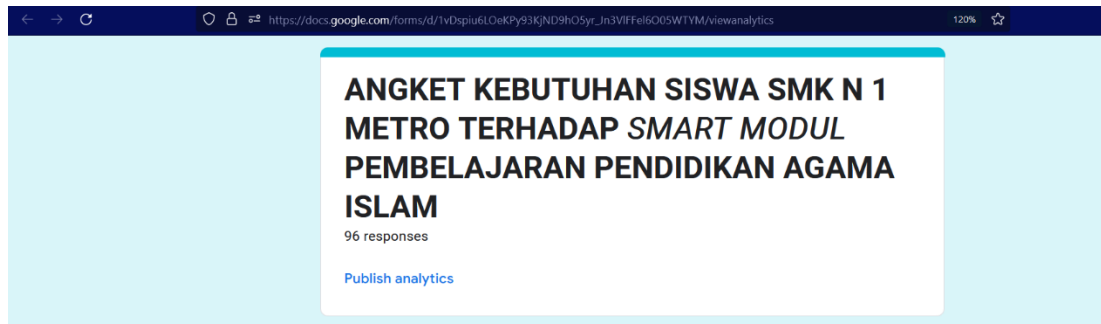 https://docs.google.com/forms/d/1vDspiu6LOeKPy93KjND9hO5yr_Jn3VlFFel6O05WTYM/viewanalytics 120%
ANGKET KEBUTUHAN SISWA SMK N 1
METRO TERHADAP SMART MODUL
PEMBELAJARAN PENDIDIKAN AGAMA
ISLAM
96 responses
Publish analytics